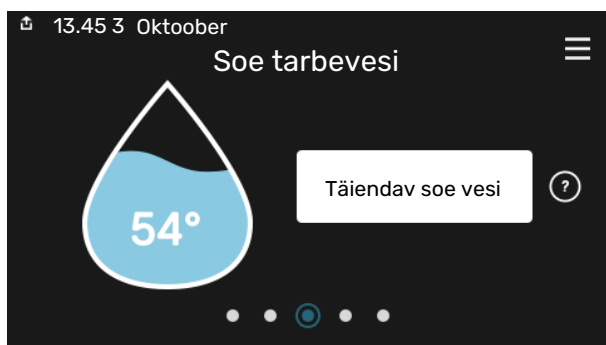 13.45 3 Oktoober
Soe tarbevesi
54°
Täiendav soe vesi
?